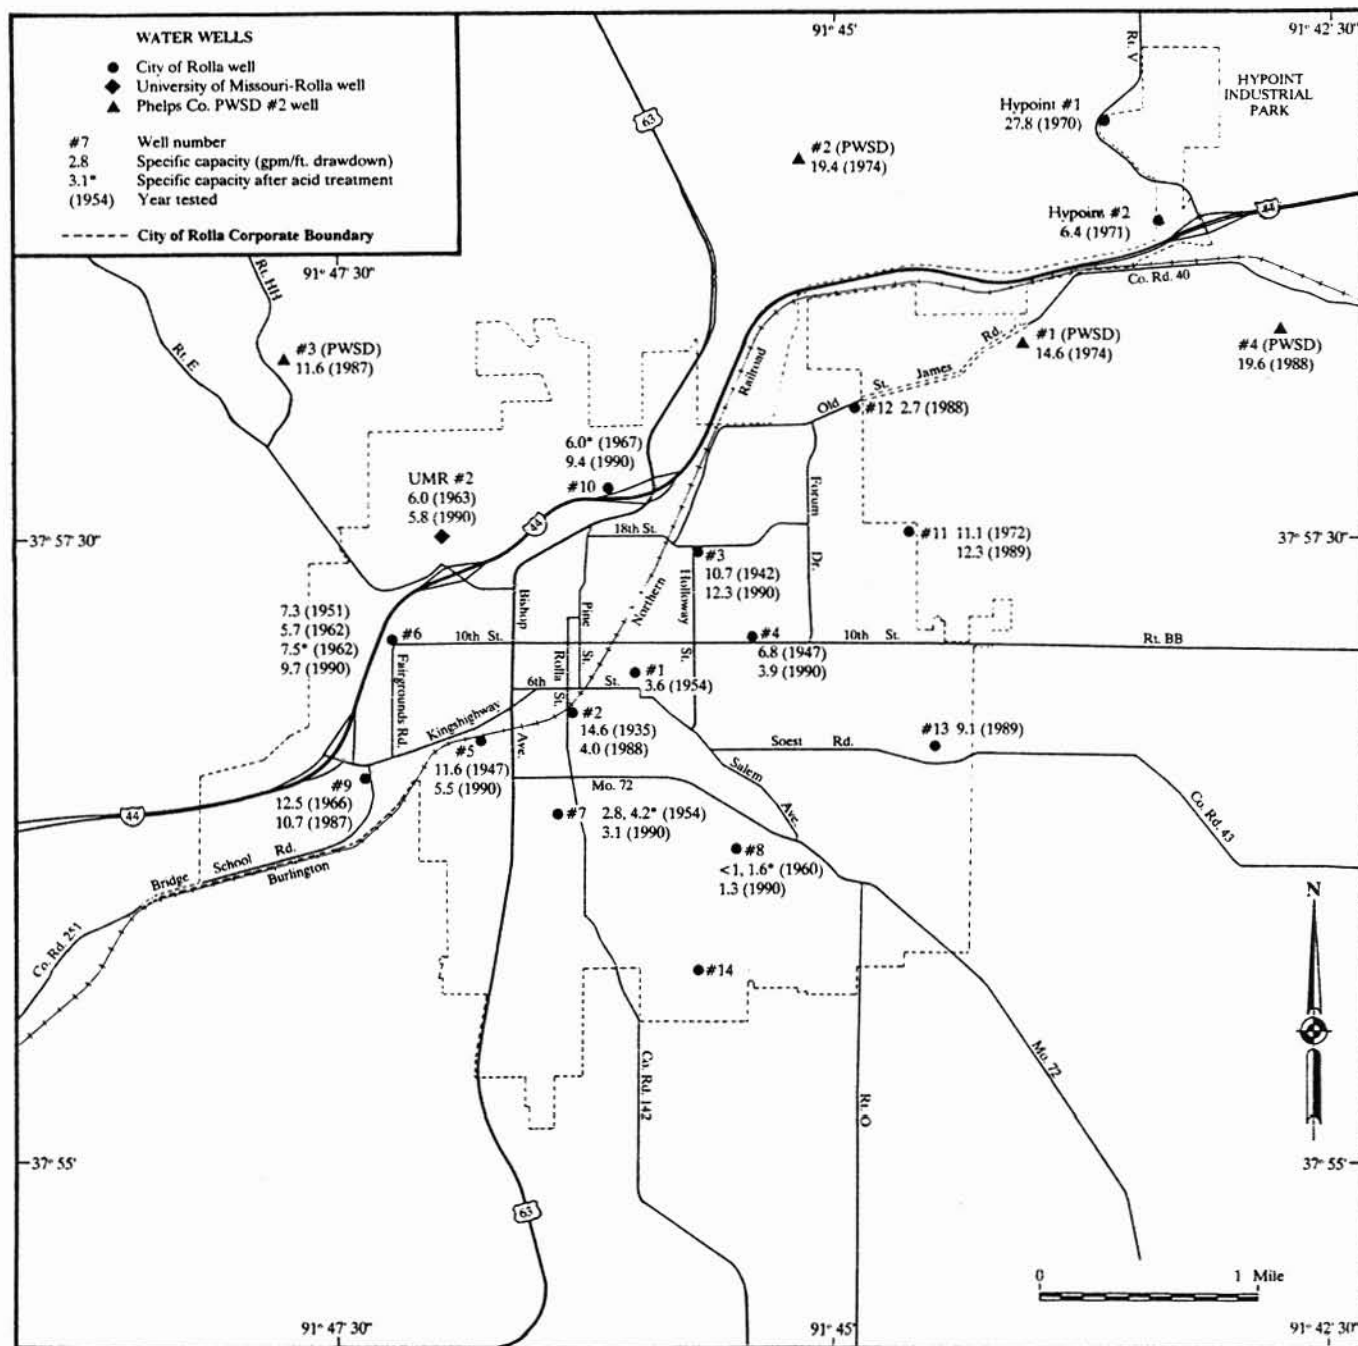 WATER WELLS
City of Rolla well
University of Missouri-Rolla well
Phelps Co. PWSD #2 well
#7 Well number
2.8 Specific capacity (gpm/ft. drawdown)
3.1* Specific capacity after acid treatment
(1954) Year tested
City of Rolla Corporate Boundary
91° 45'
91° 42' 30"
Rt. V
HYPOINT
INDUSTRIAL
PARK
Hypoint #1
27.8 (1970)
63
#2 (PWSD)
19.4 (1974)
Hypoint #2
6.4 (1971)
44
91° 47' 30"
Rt. HH
Co. Rd. 40
Rt. E
#3 (PWSD)
11.6 (1987)
Railroad
#1 (PWSD)
14.6 (1974)
#4 (PWSD)
19.6 (1988)
Old St. James Rd.
#12 2.7 (1988)
6.0* (1967)
9.4 (1990)
#10
UMR #2
6.0 (1963)
5.8 (1990)
44
Forum Dr.
18th St.
37° 57' 30"
#11 11.1 (1972)
12.3 (1989)
37° 57' 30"
#3
10.7 (1942)
12.3 (1990)
Holloway St.
Northern
Bishop Ave.
Pine St.
7.3 (1951)
5.7 (1962)
7.5* (1962)
9.7 (1990)
#6
10th St.
#4
6.8 (1947)
3.9 (1990)
10th St.
Rt. BB
Fairgrounds Rd.
Rolla St.
#1
3.6 (1954)
6th St.
Kingshighway
#2
14.6 (1935)
4.0 (1988)
#5
11.6 (1947)
5.5 (1990)
#13 9.1 (1989)
Soest Rd.
Salem Ave.
Mo. 72
#9
12.5 (1966)
10.7 (1987)
44
#7 2.8, 4.2* (1954)
3.1 (1990)
Co. Rd. 43
#8
<1, 1.6* (1960)
1.3 (1990)
Bridge School Rd.
Burlington
Co. Rd. 251
N
#14
Mo. 72
Co. Rd. 142
Rt. O
37° 55'
37° 55'
63
0 1 Mile
91° 47' 30"
91° 45'
91° 42' 30"